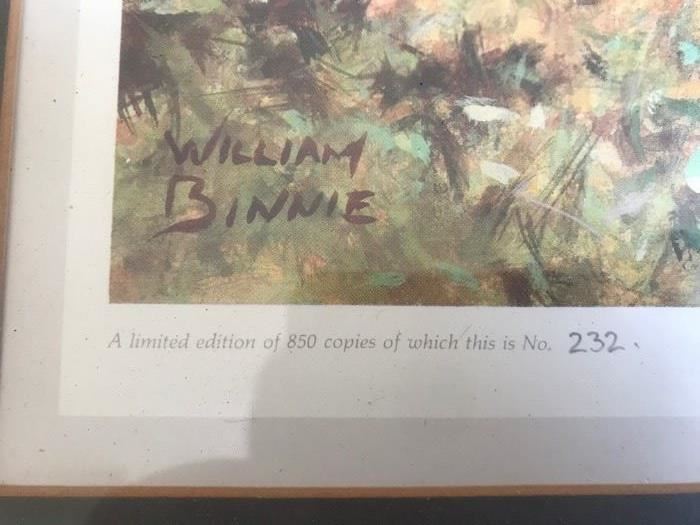 WILLIAM
BINNIE
A limited edition of 850 copies of which this is No. 232.